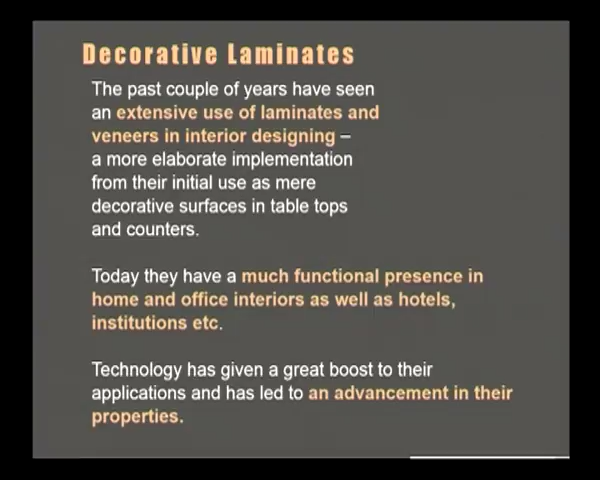 Decorative Laminates
The past couple of years have seen
an extensive use of laminates and
veneers in interior designing –
a more elaborate implementation
from their initial use as mere
decorative surfaces in table tops
and counters.
Today they have a much functional presence in
home and office interiors as well as hotels,
institutions etc.
Technology has given a great boost to their
applications and has led to an advancement in their
properties.